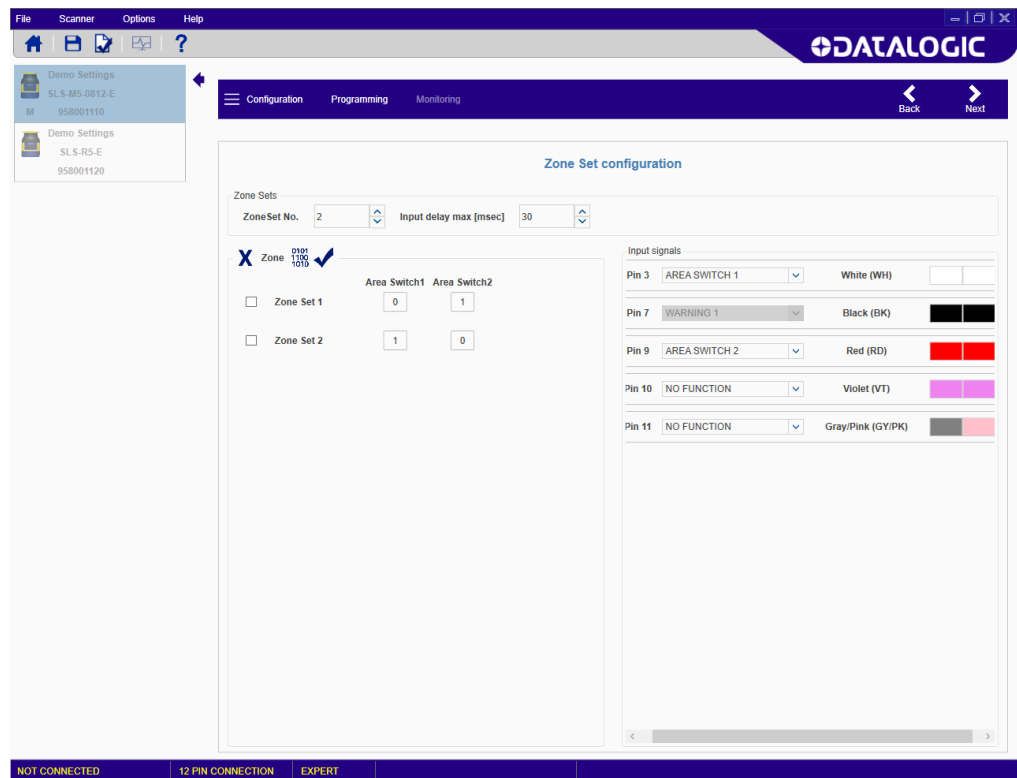 File Scanner Options Help
DATALOGIC
Demo Settings
SLS-M5-0812-E
M 958001110
Demo Settings
SLS-R5-E
958001120
Configuration Programming Monitoring Back Next
Zone Set configuration
Zone Sets
ZoneSet No. 2 Input delay max [msec] 30
X Zone 0101 1100 1010
Area Switch1 Area Switch2
Zone Set 1 0 1
Zone Set 2 1 0
Input signals
Pin 3 AREA SWITCH 1 White (WH)
Pin 7 WARNING 1 Black (BK)
Pin 9 AREA SWITCH 2 Red (RD)
Pin 10 NO FUNCTION Violet (VT)
Pin 11 NO FUNCTION Gray/Pink (GY/PK)
NOT CONNECTED 12 PIN CONNECTION EXPERT